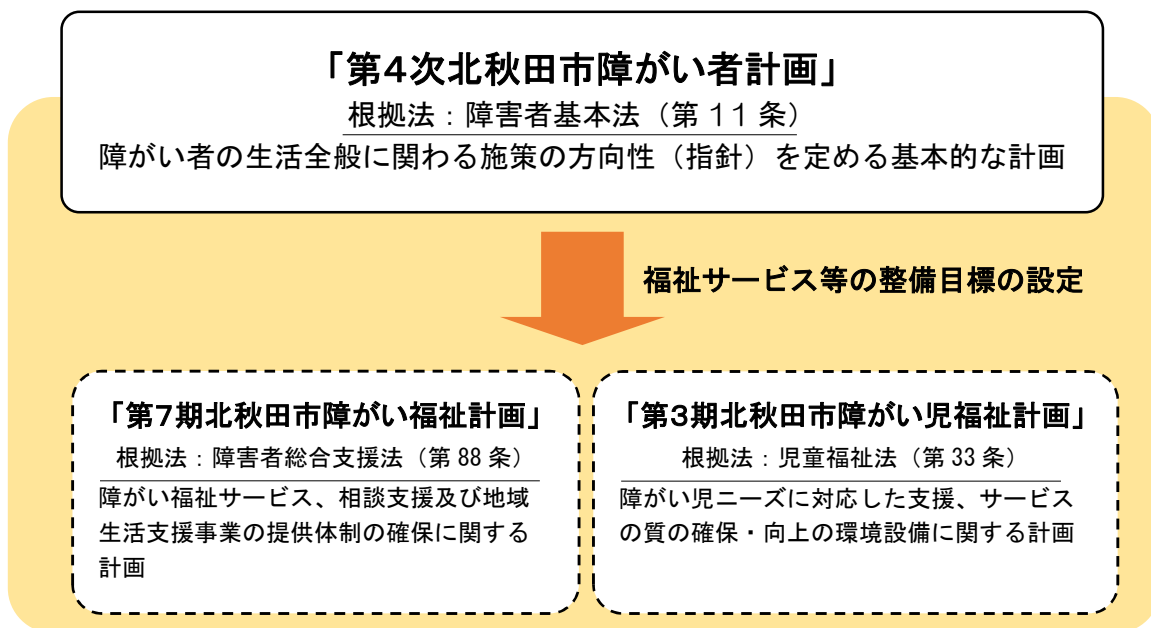 「第４次北秋田市障がい者計画」
根拠法：障害者基本法（第 11 条）
障がい者の生活全般に関わる施策の方向性（指針）を定める基本的な計画
福祉サービス等の整備目標の設定
「第７期北秋田市障がい福祉計画」
根拠法：障害者総合支援法（第 88 条）
障がい福祉サービス、相談支援及び地域
生活支援事業の提供体制の確保に関する
計画
「第３期北秋田市障がい児福祉計画」
根拠法：児童福祉法（第 33 条）
障がい児ニーズに対応した支援、サービス
の質の確保・向上の環境設備に関する計画